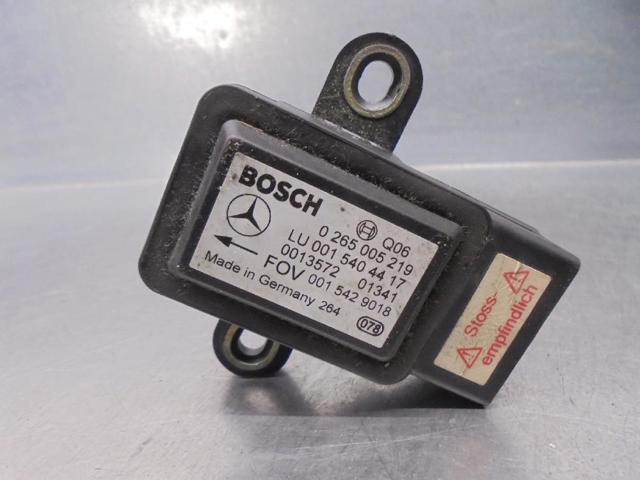 BOSCH
Q06
0 265 005 219
LU 001 540 44 17
0013572 01341
FOV 001 542 9018
Made in Germany 264
078
Stoss-
empfindlich